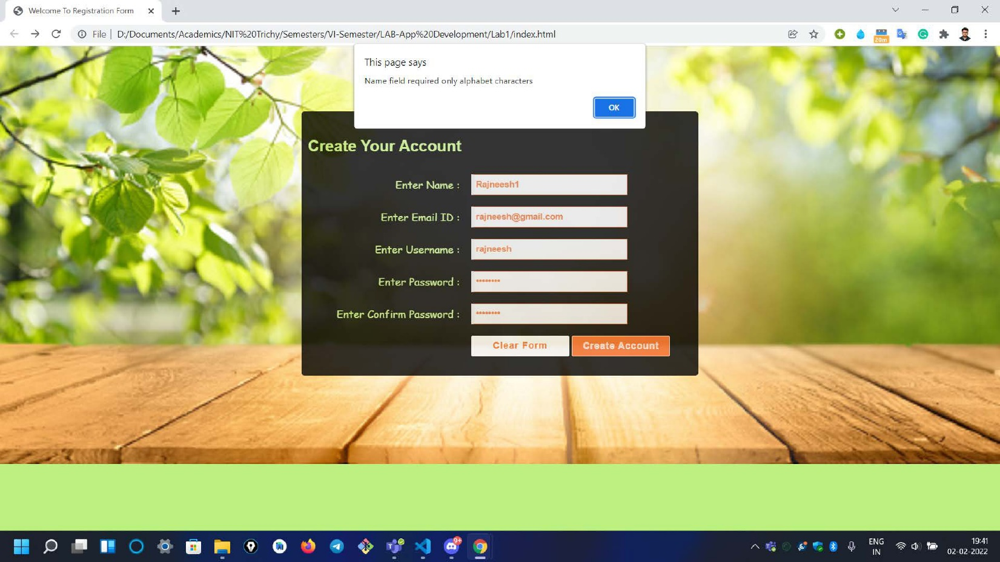 Welcome To Registration Form
File | D:/Documents/Academics/NIT%20Trichy/Semesters/VI-Semester/LAB-App%20Development/Lab1/index.html
20m
This page says
Name field required only alphabet characters
OK
Create Your Account
Enter Name : Rajneesh1
Enter Email ID : rajneesh@gmail.com
Enter Username : rajneesh
Enter Password : ••••••••
Enter Confirm Password : ••••••••
Clear Form Create Account
9+
ENG
IN
19:41
02-02-2022